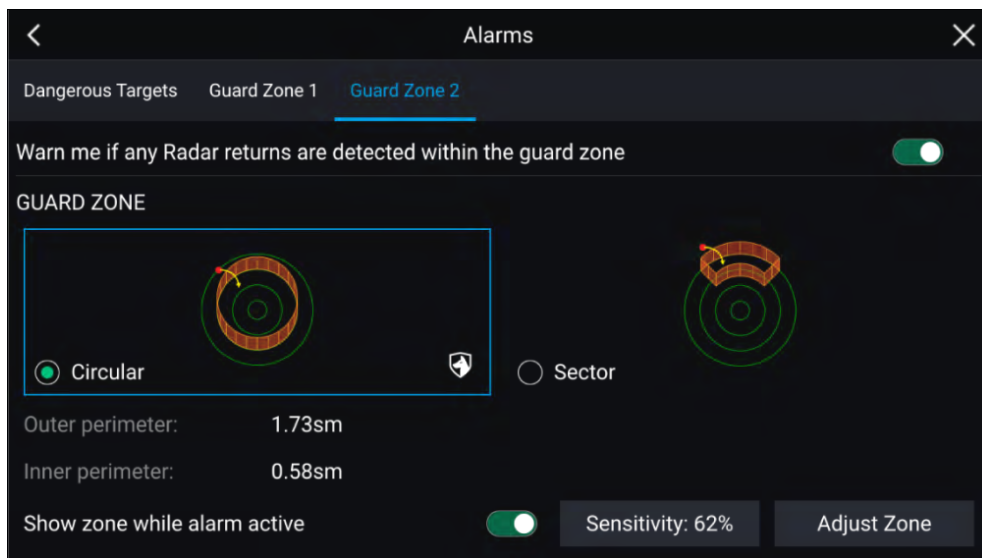 Alarms
Dangerous Targets Guard Zone 1 Guard Zone 2
Warn me if any Radar returns are detected within the guard zone
GUARD ZONE
Circular
Sector
Outer perimeter: 1.73sm
Inner perimeter: 0.58sm
Show zone while alarm active Sensitivity: 62% Adjust Zone